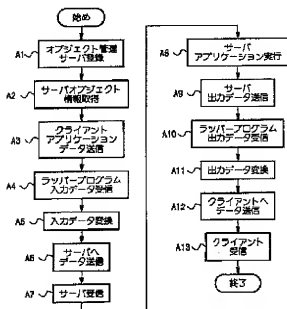 始め
A1
オブジェクト管理
サーバ登録
A2
サーバオブジェクト
情報取得
A3
クライアント
アプリケーション
データ送信
A4
ラッパープログラム
入力データ受信
A5
入力データ変換
A6
サーバへ
データ送信
A7
サーバ受信
A8
サーバ
アプリケーション実行
A9
サーバ
出力データ送信
A10
ラッパープログラム
出力データ受信
A11
出力データ変換
A12
クライアントへ
データ送信
A13
クライアント
受信
終了